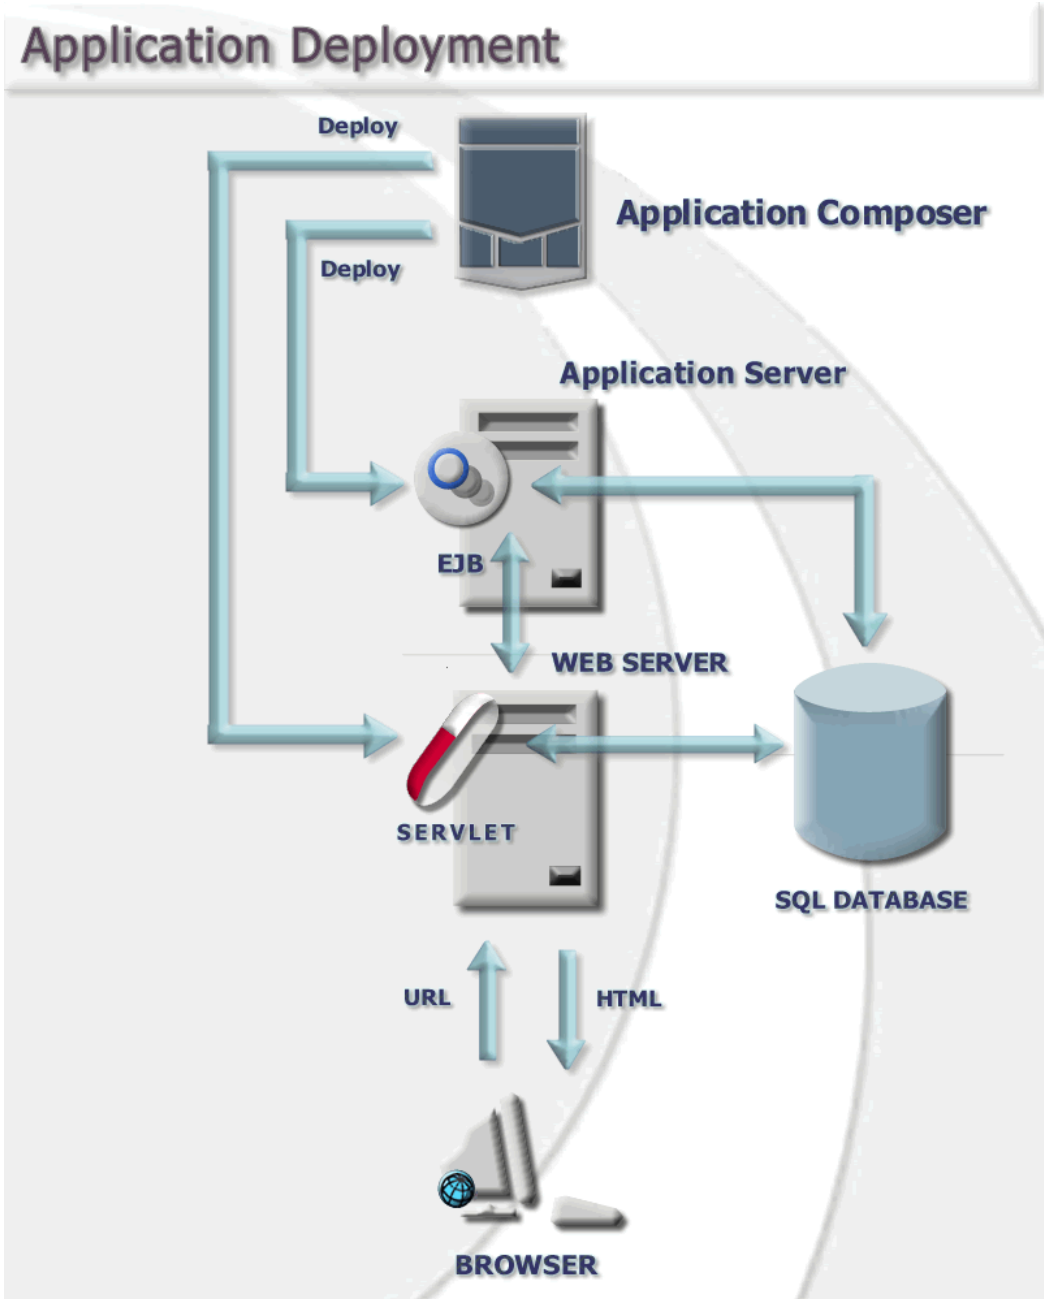 Application Deployment
Deploy
Application Composer
Deploy
Application Server
EJB
WEB SERVER
SERVLET
SQL DATABASE
URL
HTML
BROWSER